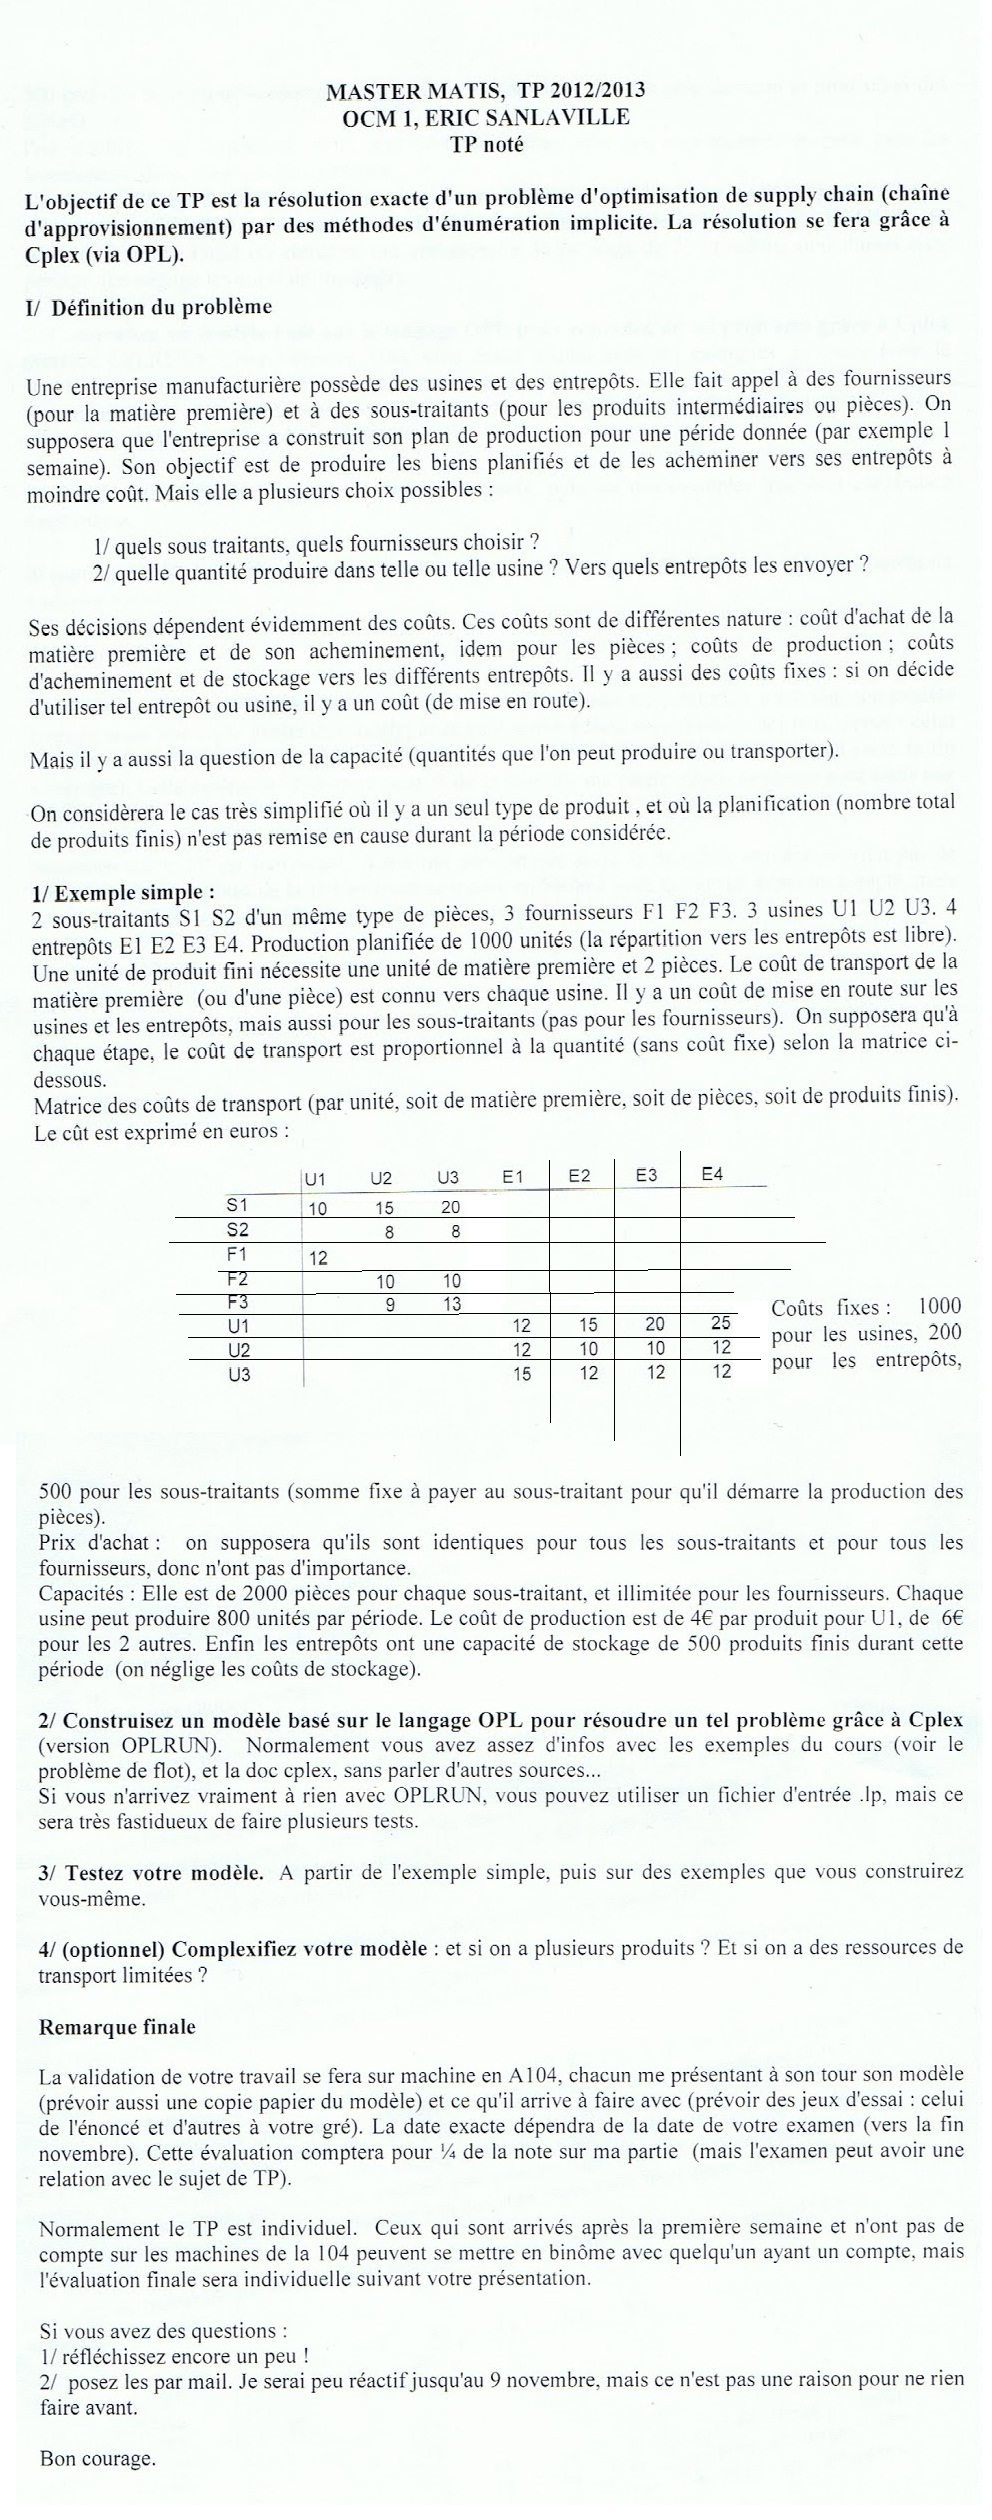 MASTER MATIS, TP 2012/2013
OCM 1, ERIC SANLAVILLE
TP noté
L'objectif de ce TP est la résolution exacte d'un problème d'optimisation de supply chain (chaîne
d'approvisionnement) par des méthodes d'énumération implicite. La résolution se fera grâce à
Cplex (via OPL).
I/ Définition du problème
Une entreprise manufacturière possède des usines et des entrepôts. Elle fait appel à des fournisseurs
(pour la matière première) et à des sous-traitants (pour les produits intermédiaires ou pièces). On
supposera que l'entreprise a construit son plan de production pour une péride donnée (par exemple 1
semaine). Son objectif est de produire les biens planifiés et de les acheminer vers ses entrepôts à
moindre coût. Mais elle a plusieurs choix possibles :
1/ quels sous traitants, quels fournisseurs choisir ?
2/ quelle quantité produire dans telle ou telle usine ? Vers quels entrepôts les envoyer ?
Ses décisions dépendent évidemment des coûts. Ces coûts sont de différentes nature : coût d'achat de la
matière première et de son acheminement, idem pour les pièces ; coûts de production ; coûts
d'acheminement et de stockage vers les différents entrepôts. Il y a aussi des coûts fixes : si on décide
d'utiliser tel entrepôt ou usine, il y a un coût (de mise en route).
Mais il y a aussi la question de la capacité (quantités que l'on peut produire ou transporter).
On considèrera le cas très simplifié où il y a un seul type de produit , et où la planification (nombre total
de produits finis) n'est pas remise en cause durant la période considérée.
1/ Exemple simple :
2 sous-traitants S1 S2 d'un même type de pièces, 3 fournisseurs F1 F2 F3. 3 usines U1 U2 U3. 4
entrepôts E1 E2 E3 E4. Production planifiée de 1000 unités (la répartition vers les entrepôts est libre).
Une unité de produit fini nécessite une unité de matière première et 2 pièces. Le coût de transport de la
matière première (ou d'une pièce) est connu vers chaque usine. Il y a un coût de mise en route sur les
usines et les entrepôts, mais aussi pour les sous-traitants (pas pour les fournisseurs). On supposera qu'à
chaque étape, le coût de transport est proportionnel à la quantité (sans coût fixe) selon la matrice ci-
dessous.
Matrice des coûts de transport (par unité, soit de matière première, soit de pièces, soit de produits finis).
Le cût est exprimé en euros :
U1 U2 U3 E1 E2 E3 E4
S1 10 15 20
S2 8 8
F1 12
F2 10 10
F3 9 13
U1 12 15 20 25
U2 12 10 10 12
U3 15 12 12 12
Coûts fixes : 1000
pour les usines, 200
pour les entrepôts,
500 pour les sous-traitants (somme fixe à payer au sous-traitant pour qu'il démarre la production des
pièces).
Prix d'achat : on supposera qu'ils sont identiques pour tous les sous-traitants et pour tous les
fournisseurs, donc n'ont pas d'importance.
Capacités : Elle est de 2000 pièces pour chaque sous-traitant, et illimitée pour les fournisseurs. Chaque
usine peut produire 800 unités par période. Le coût de production est de 4€ par produit pour U1, de 6€
pour les 2 autres. Enfin les entrepôts ont une capacité de stockage de 500 produits finis durant cette
période (on néglige les coûts de stockage).
2/ Construisez un modèle basé sur le langage OPL pour résoudre un tel problème grâce à Cplex
(version OPLRUN). Normalement vous avez assez d'infos avec les exemples du cours (voir le
problème de flot), et la doc cplex, sans parler d'autres sources...
Si vous n'arrivez vraiment à rien avec OPLRUN, vous pouvez utiliser un fichier d'entrée .lp, mais ce
sera très fastidueux de faire plusieurs tests.
3/ Testez votre modèle. A partir de l'exemple simple, puis sur des exemples que vous construirez
vous-même.
4/ (optionnel) Complexifiez votre modèle : et si on a plusieurs produits ? Et si on a des ressources de
transport limitées ?
Remarque finale
La validation de votre travail se fera sur machine en A104, chacun me présentant à son tour son modèle
(prévoir aussi une copie papier du modèle) et ce qu'il arrive à faire avec (prévoir des jeux d'essai : celui
de l'énoncé et d'autres à votre gré). La date exacte dépendra de la date de votre examen (vers la fin
novembre). Cette évaluation comptera pour ¼ de la note sur ma partie (mais l'examen peut avoir une
relation avec le sujet de TP).
Normalement le TP est individuel. Ceux qui sont arrivés après la première semaine et n'ont pas de
compte sur les machines de la 104 peuvent se mettre en binôme avec quelqu'un ayant un compte, mais
l'évaluation finale sera individuelle suivant votre présentation.
Si vous avez des questions :
1/ réfléchissez encore un peu !
2/ posez les par mail. Je serai peu réactif jusqu'au 9 novembre, mais ce n'est pas une raison pour ne rien
faire avant.
Bon courage.